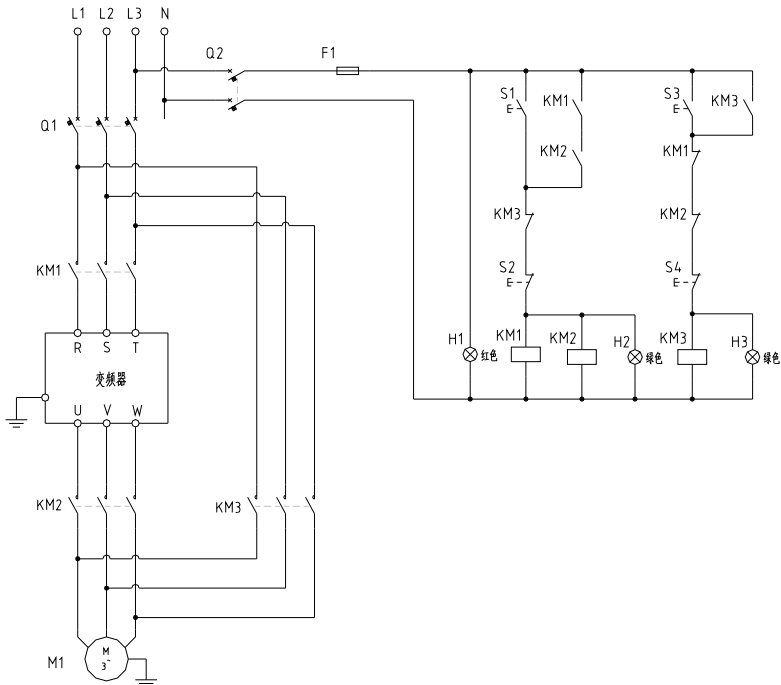 L1 L2 L3 N
Q2 F1
Q1
S1 KM1 S3 KM3
KM2 KM1
KM3 KM2
KM1 S2 S4
H1 红色 KM1 KM2 H2 绿色 KM3 H3 绿色
R S T
变频器
U V W
KM2 KM3
M1 M
3~